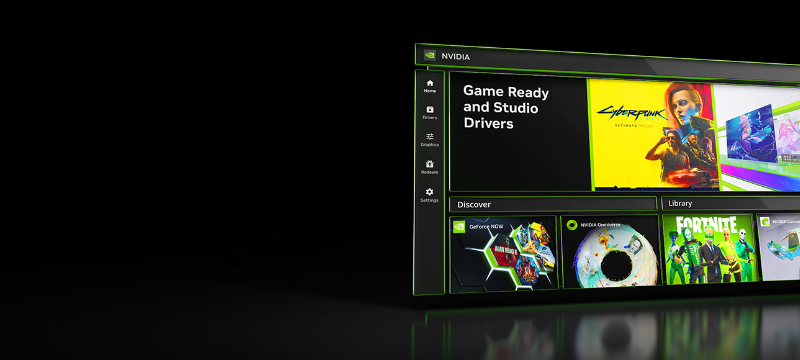 NVIDIA
Home
Drivers
Graphics
Redeem
Settings
Game Ready
and Studio
Drivers
CYBERPUNK
ULTIMATE
Discover
Library
GeForce NOW
NVIDIA Omniverse
FORTNITE